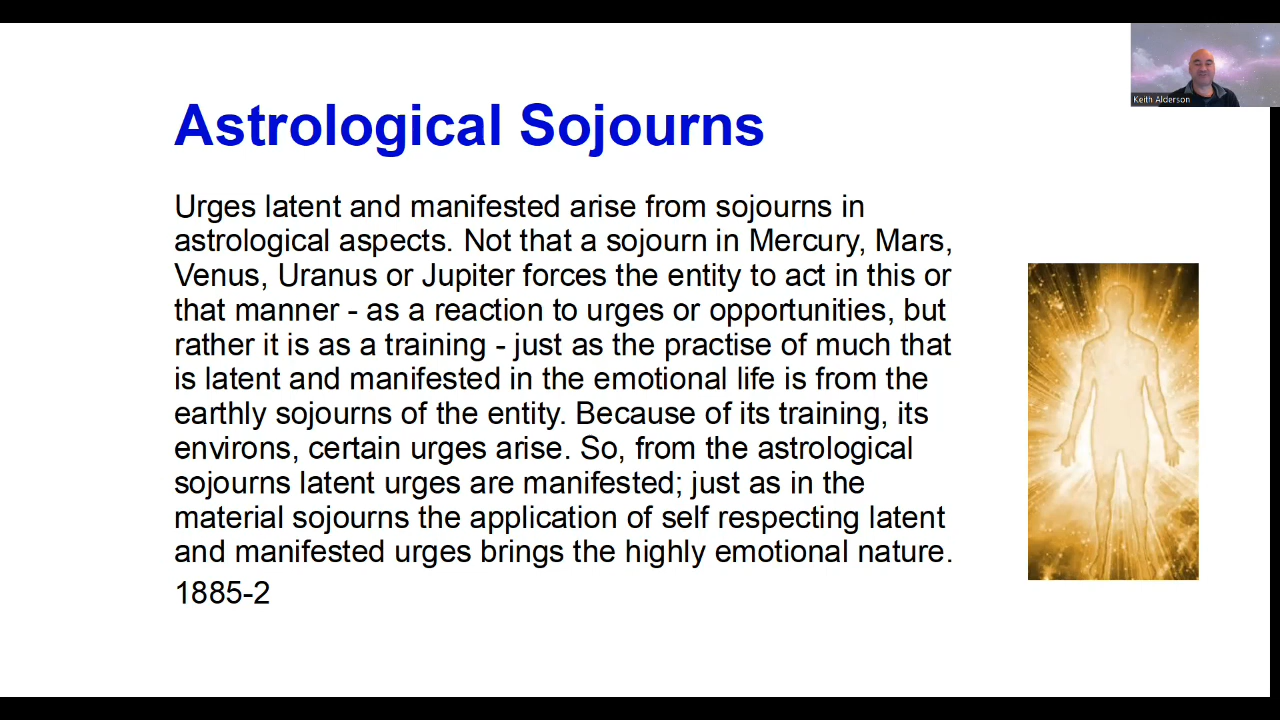 Keith Alderson
Astrological Sojourns
Urges latent and manifested arise from sojourns in
astrological aspects. Not that a sojourn in Mercury, Mars,
Venus, Uranus or Jupiter forces the entity to act in this or
that manner - as a reaction to urges or opportunities, but
rather it is as a training - just as the practise of much that
is latent and manifested in the emotional life is from the
earthly sojourns of the entity. Because of its training, its
environs, certain urges arise. So, from the astrological
sojourns latent urges are manifested; just as in the
material sojourns the application of self respecting latent
and manifested urges brings the highly emotional nature.
1885-2